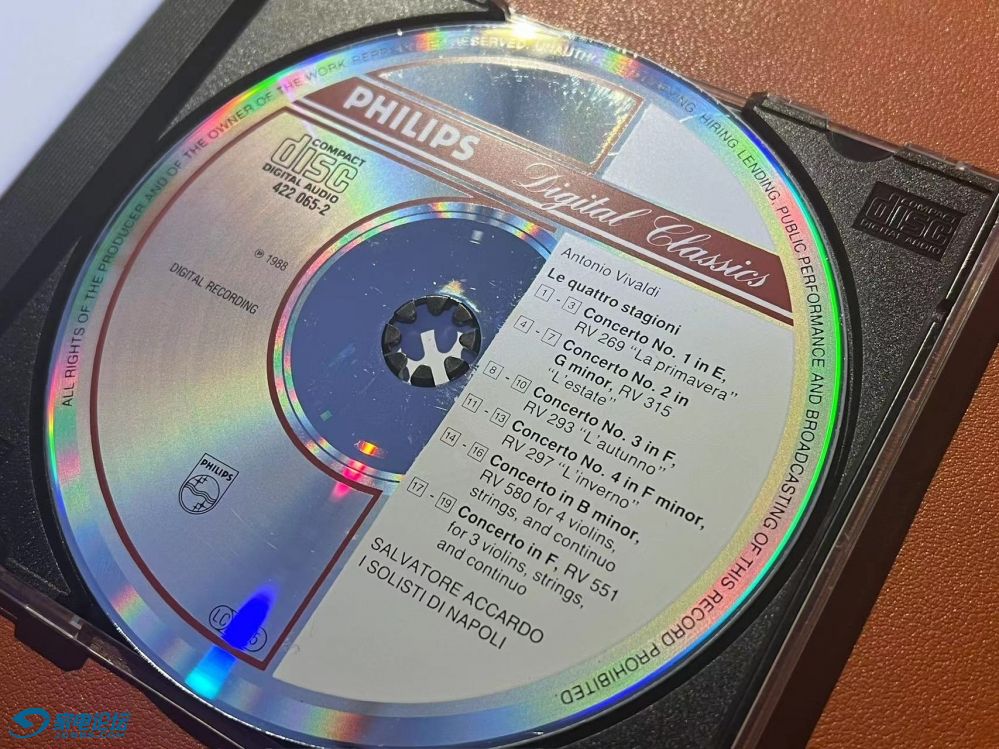 ALL RIGHTS OF THE PRODUCER AND OF THE OWNER OF THE WORK RESERVED. HIRING LENDING, PUBLIC PERFORMANCE AND BROADCASTING OF THIS RECORD PROHIBITED.
PHILIPS
Digital Classics
COMPACT
disc
DIGITAL AUDIO
422 065-2
℗ 1988
DIGITAL RECORDING
PHILIPS
LC
Antonio Vivaldi
Le quattro stagioni
1 - 3 Concerto No. 1 in E,
RV 269 "La primavera"
4 - 7 Concerto No. 2 in
G minor, RV 315
"L'estate"
8 - 10 Concerto No. 3 in F,
RV 293 "L'autunno"
11 - 13 Concerto No. 4 in F minor,
RV 297 "L'inverno"
14 - 16 Concerto in B minor,
RV 580 for 4 violins,
strings, and continuo
17 - 19 Concerto in F, RV 551
for 3 violins, strings,
and continuo
SALVATORE ACCARDO
I SOLISTI DI NAPOLI
COMPACT
disc
DIGITAL AUDIO